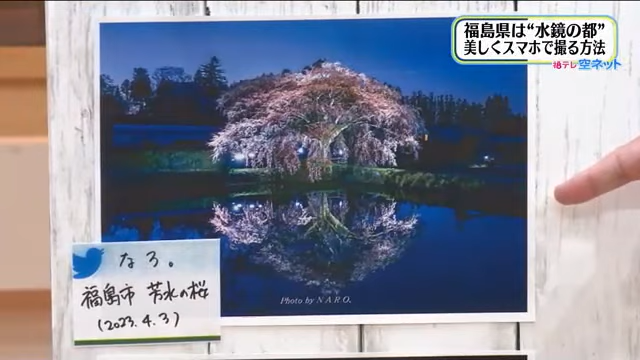 福島県は“水鏡の都”
美しくスマホで撮る方法
福テレ空ネット
Photo by NARO.
なろ。
福島市 芳水の桜
(2023.4.3)